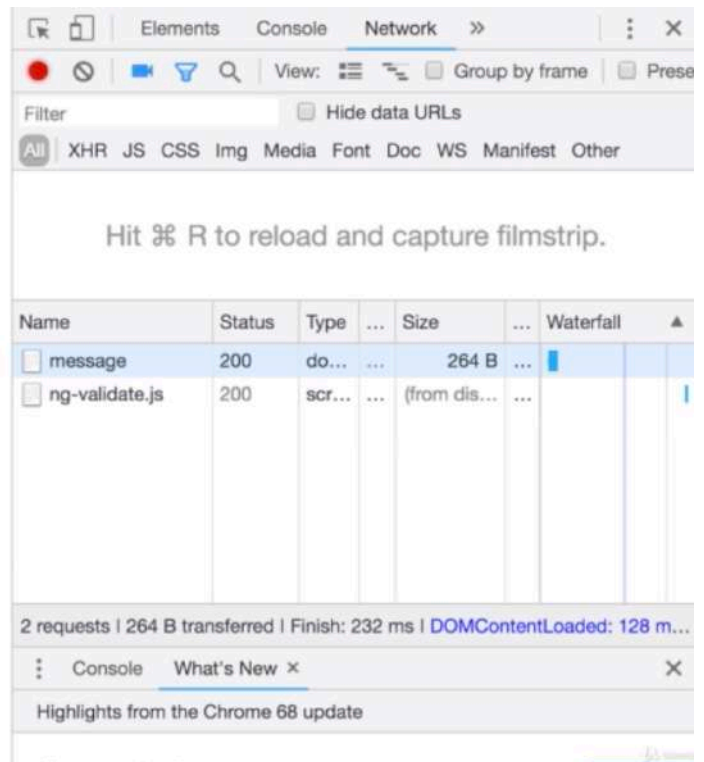 Elements Console Network »
View: Group by frame Prese
Filter Hide data URLs
All XHR JS CSS Img Media Font Doc WS Manifest Other
Hit ⌘ R to reload and capture filmstrip.
Name Status Type ... Size ... Waterfall ▲
message 200 do... ... 264 B ...
ng-validate.js 200 scr... ... (from dis... ...
2 requests | 264 B transferred | Finish: 232 ms | DOMContentLoaded: 128 m...
Console What's New ×
Highlights from the Chrome 68 update